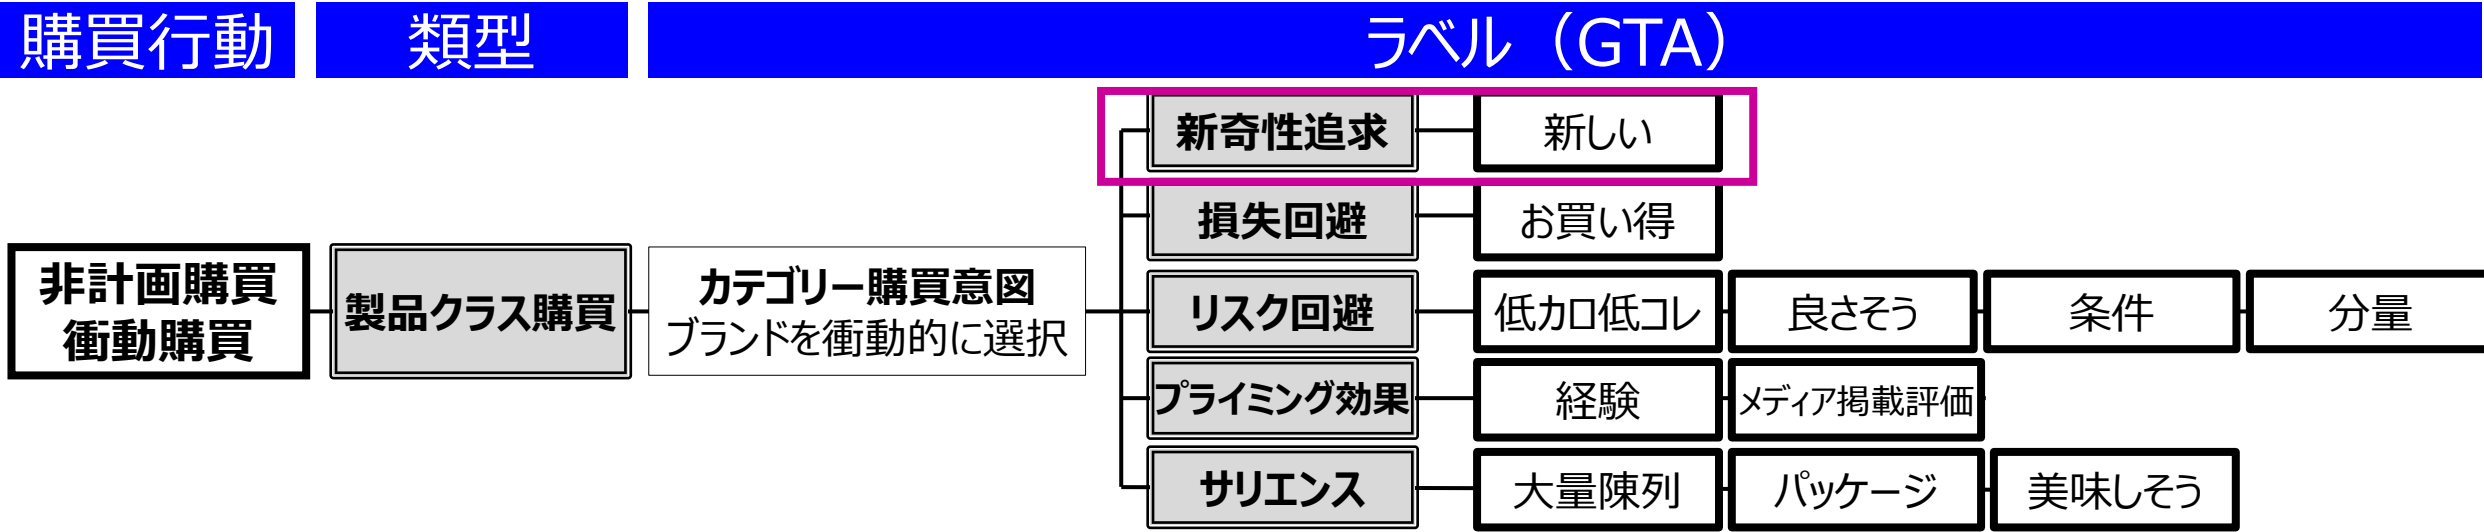 購買行動
類型
ラベル（GTA）
新奇性追求
新しい
損失回避
お買い得
非計画購買
衝動購買
製品クラス購買
カテゴリー購買意図
ブランドを衝動的に選択
リスク回避
低カロ低コレ
良さそう
条件
分量
プライミング効果
経験
メディア掲載評価
サリエンス
大量陳列
パッケージ
美味しそう